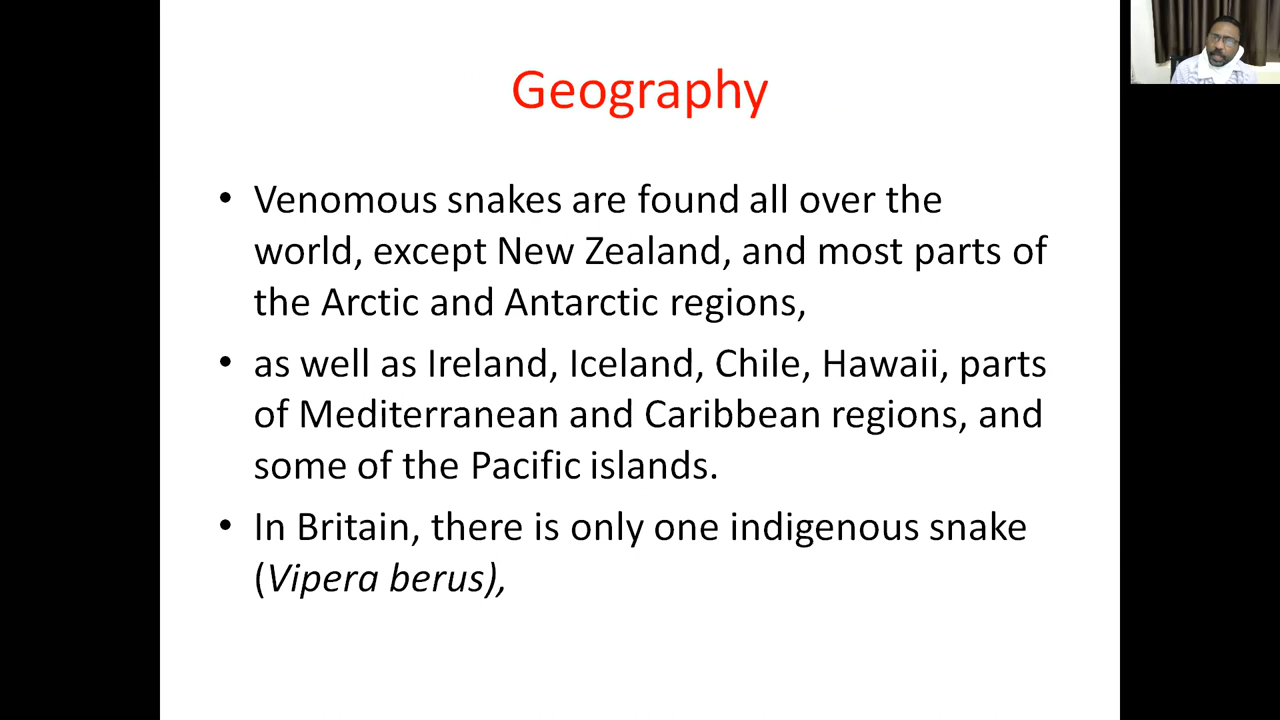 Geography
• Venomous snakes are found all over the
world, except New Zealand, and most parts of
the Arctic and Antarctic regions,
• as well as Ireland, Iceland, Chile, Hawaii, parts
of Mediterranean and Caribbean regions, and
some of the Pacific islands.
• In Britain, there is only one indigenous snake
(Vipera berus),